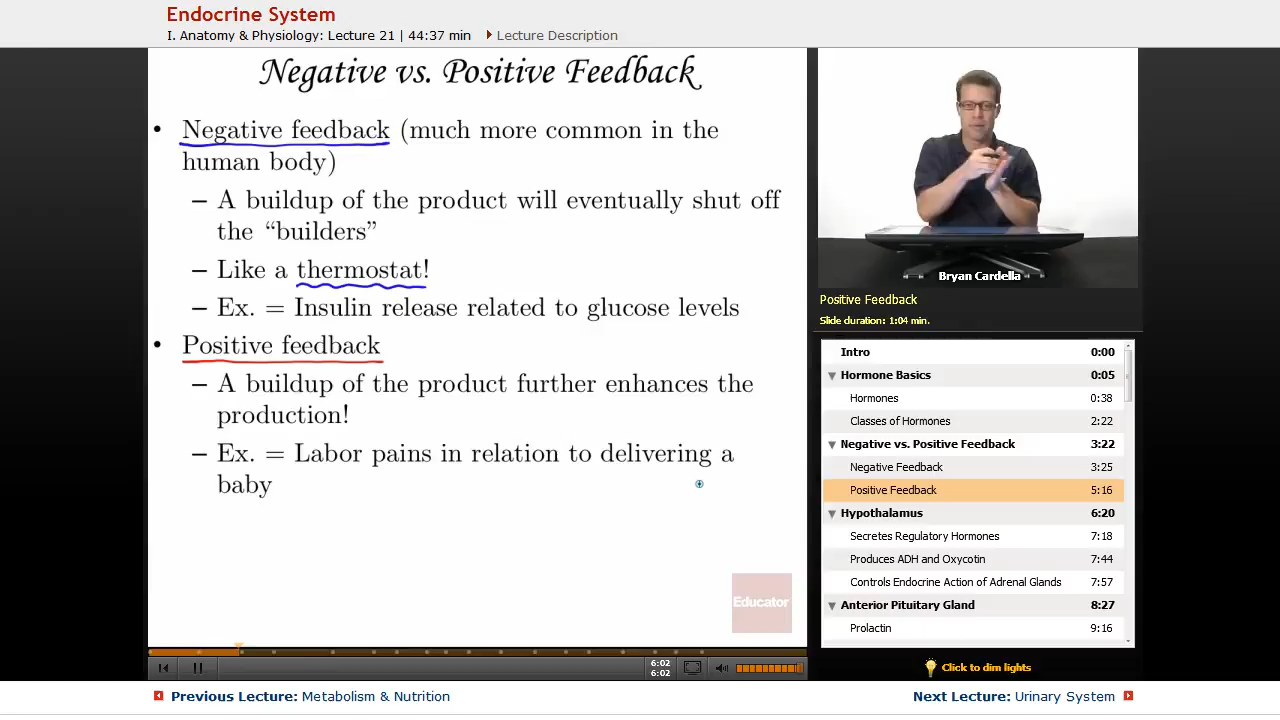 Endocrine System
I. Anatomy & Physiology: Lecture 21 | 44:37 min
Lecture Description
Negative vs. Positive Feedback
• Negative feedback (much more common in the
human body)
– A buildup of the product will eventually shut off
the “builders”
– Like a thermostat!
– Ex. = Insulin release related to glucose levels
• Positive feedback
– A buildup of the product further enhances the
production!
– Ex. = Labor pains in relation to delivering a
baby
Educator
Bryan Cardella
Positive Feedback
Slide duration: 1:04 min.
Intro 0:00
Hormone Basics 0:05
Hormones 0:38
Classes of Hormones 2:22
Negative vs. Positive Feedback 3:22
Negative Feedback 3:25
Positive Feedback 5:16
Hypothalamus 6:20
Secretes Regulatory Hormones 7:18
Produces ADH and Oxycotin 7:44
Controls Endocrine Action of Adrenal Glands 7:57
Anterior Pituitary Gland 8:27
Prolactin 9:16
6:02
6:02
Click to dim lights
Previous Lecture: Metabolism & Nutrition
Next Lecture: Urinary System